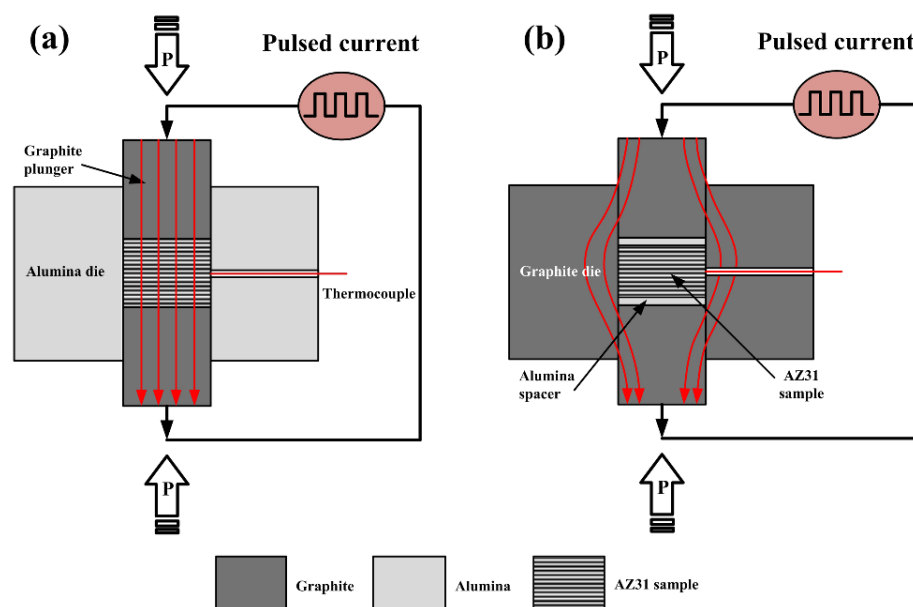 (a)
P
Pulsed current
Graphite
plunger
Alumina die
Thermocouple
P
(b)
P
Pulsed current
Graphite die
Alumina
spacer
AZ31
sample
P
Graphite
Alumina
AZ31 sample